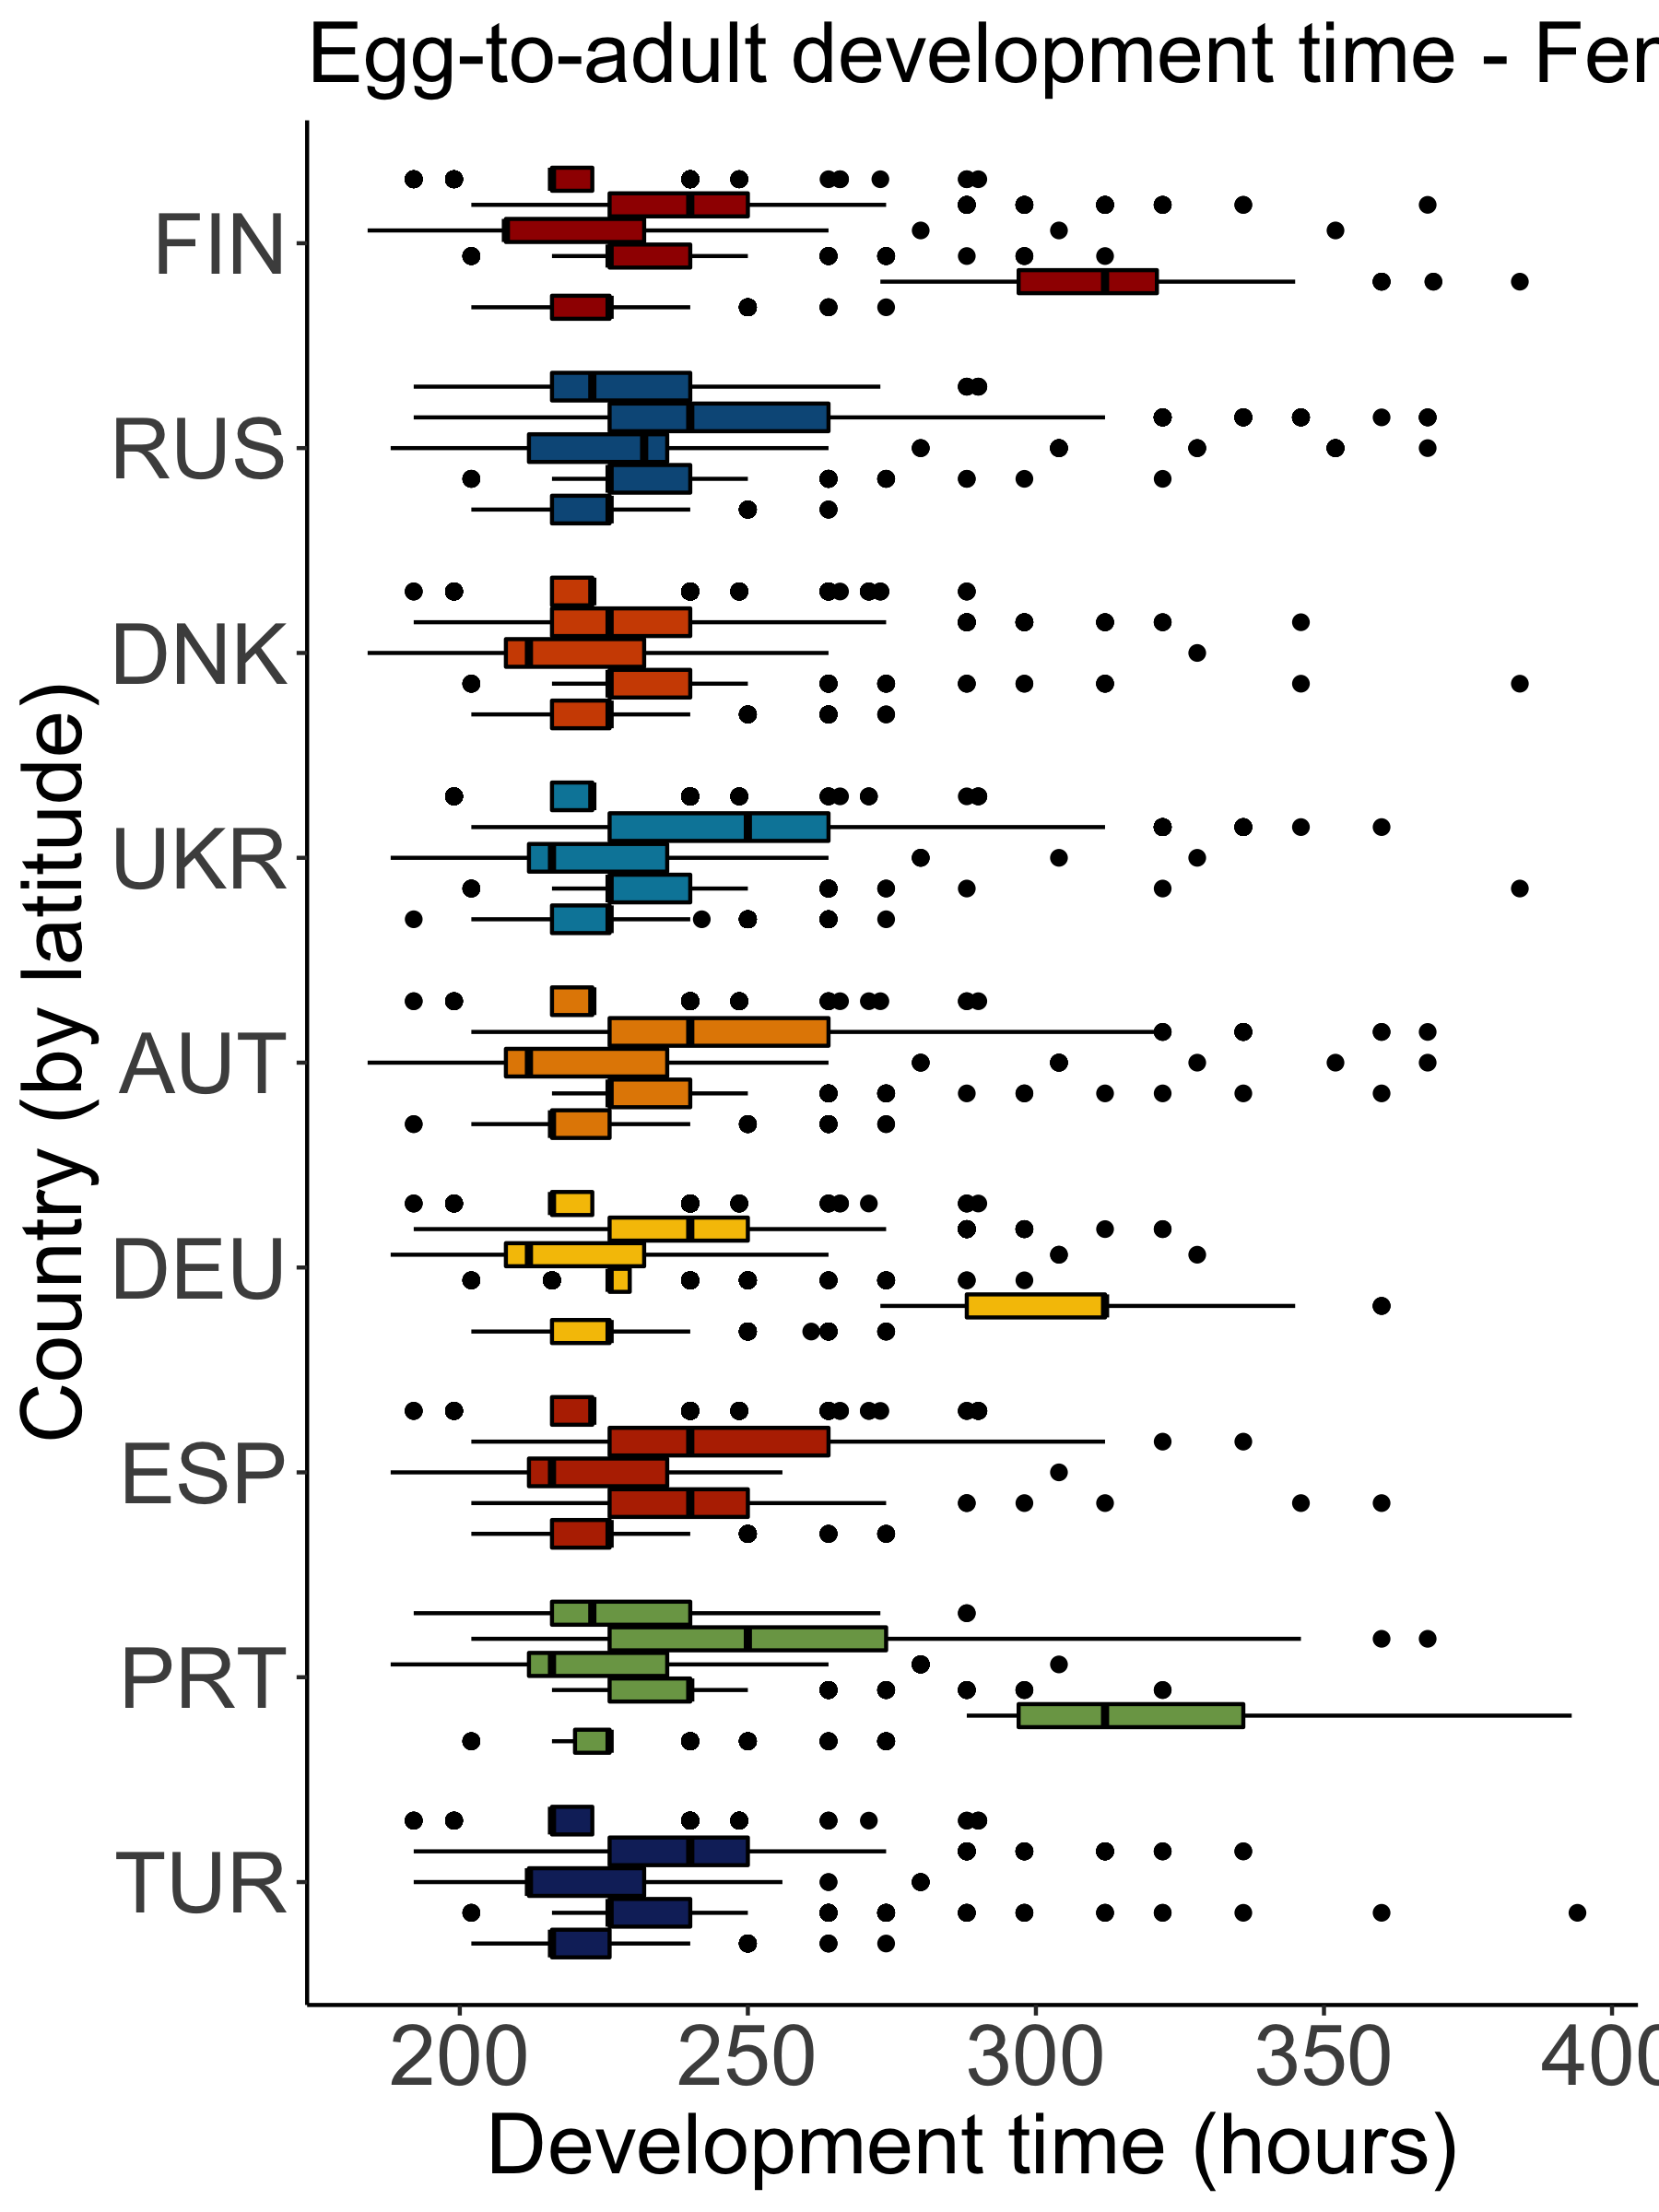 Egg-to-adult development time - Fer
FIN
RUS
DNK
UKR
AUT
DEU
ESP
PRT
TUR
Country (by latitude)
200 250 300 350 400
Development time (hours)